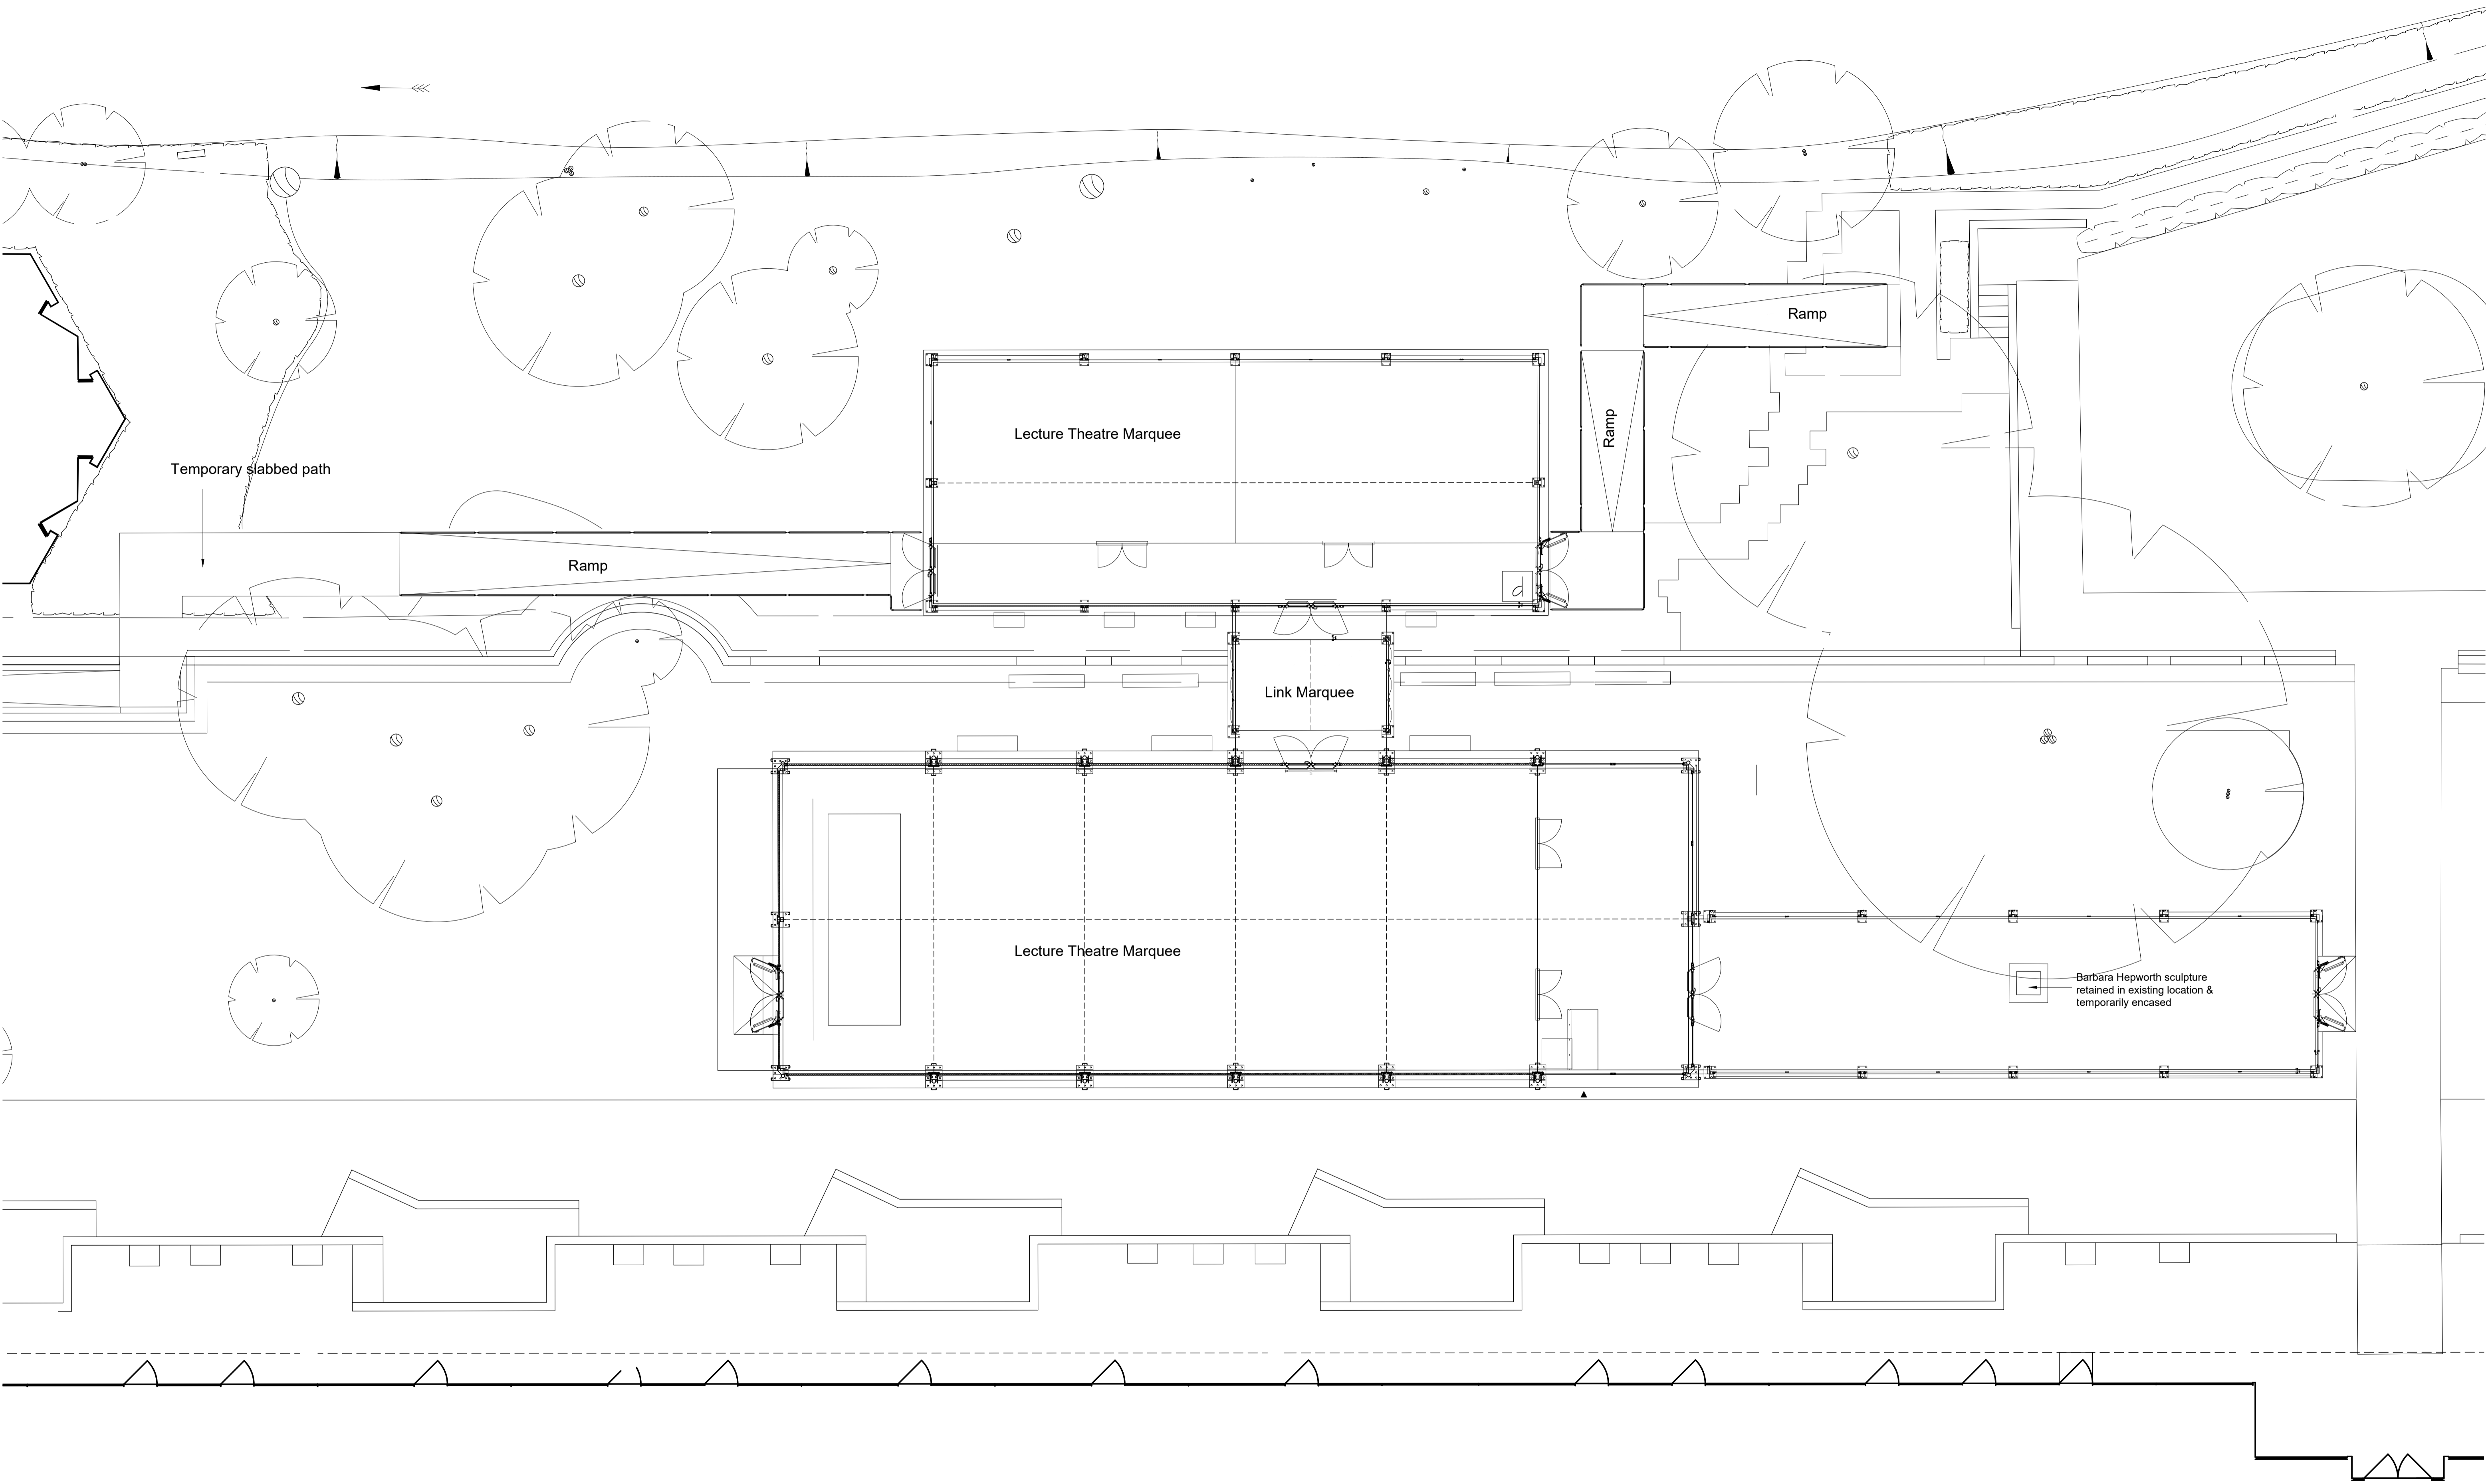 Ramp
Ramp
Lecture Theatre Marquee
Temporary slabbed path
Ramp
Link Marquee
Lecture Theatre Marquee
Barbara Hepworth sculpture
retained in existing location &
temporarily encased